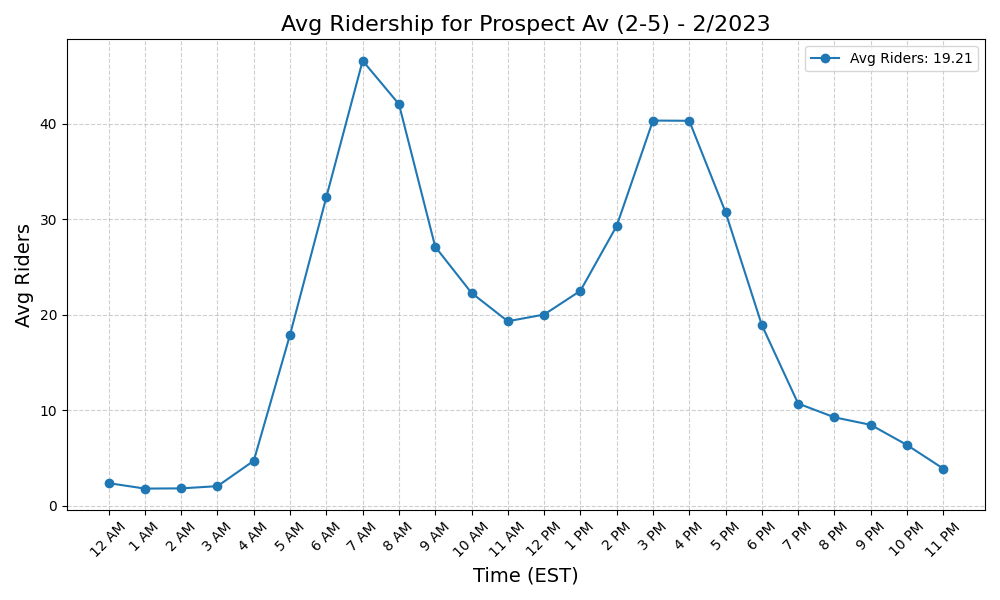 Avg Ridership for Prospect Av (2-5) - 2/2023
Avg Riders: 19.21
Avg Riders
40
30
20
10
0
12 AM
1 AM
2 AM
3 AM
4 AM
5 AM
6 AM
7 AM
8 AM
9 AM
10 AM
11 AM
12 PM
1 PM
2 PM
3 PM
4 PM
5 PM
6 PM
7 PM
8 PM
9 PM
10 PM
11 PM
Time (EST)